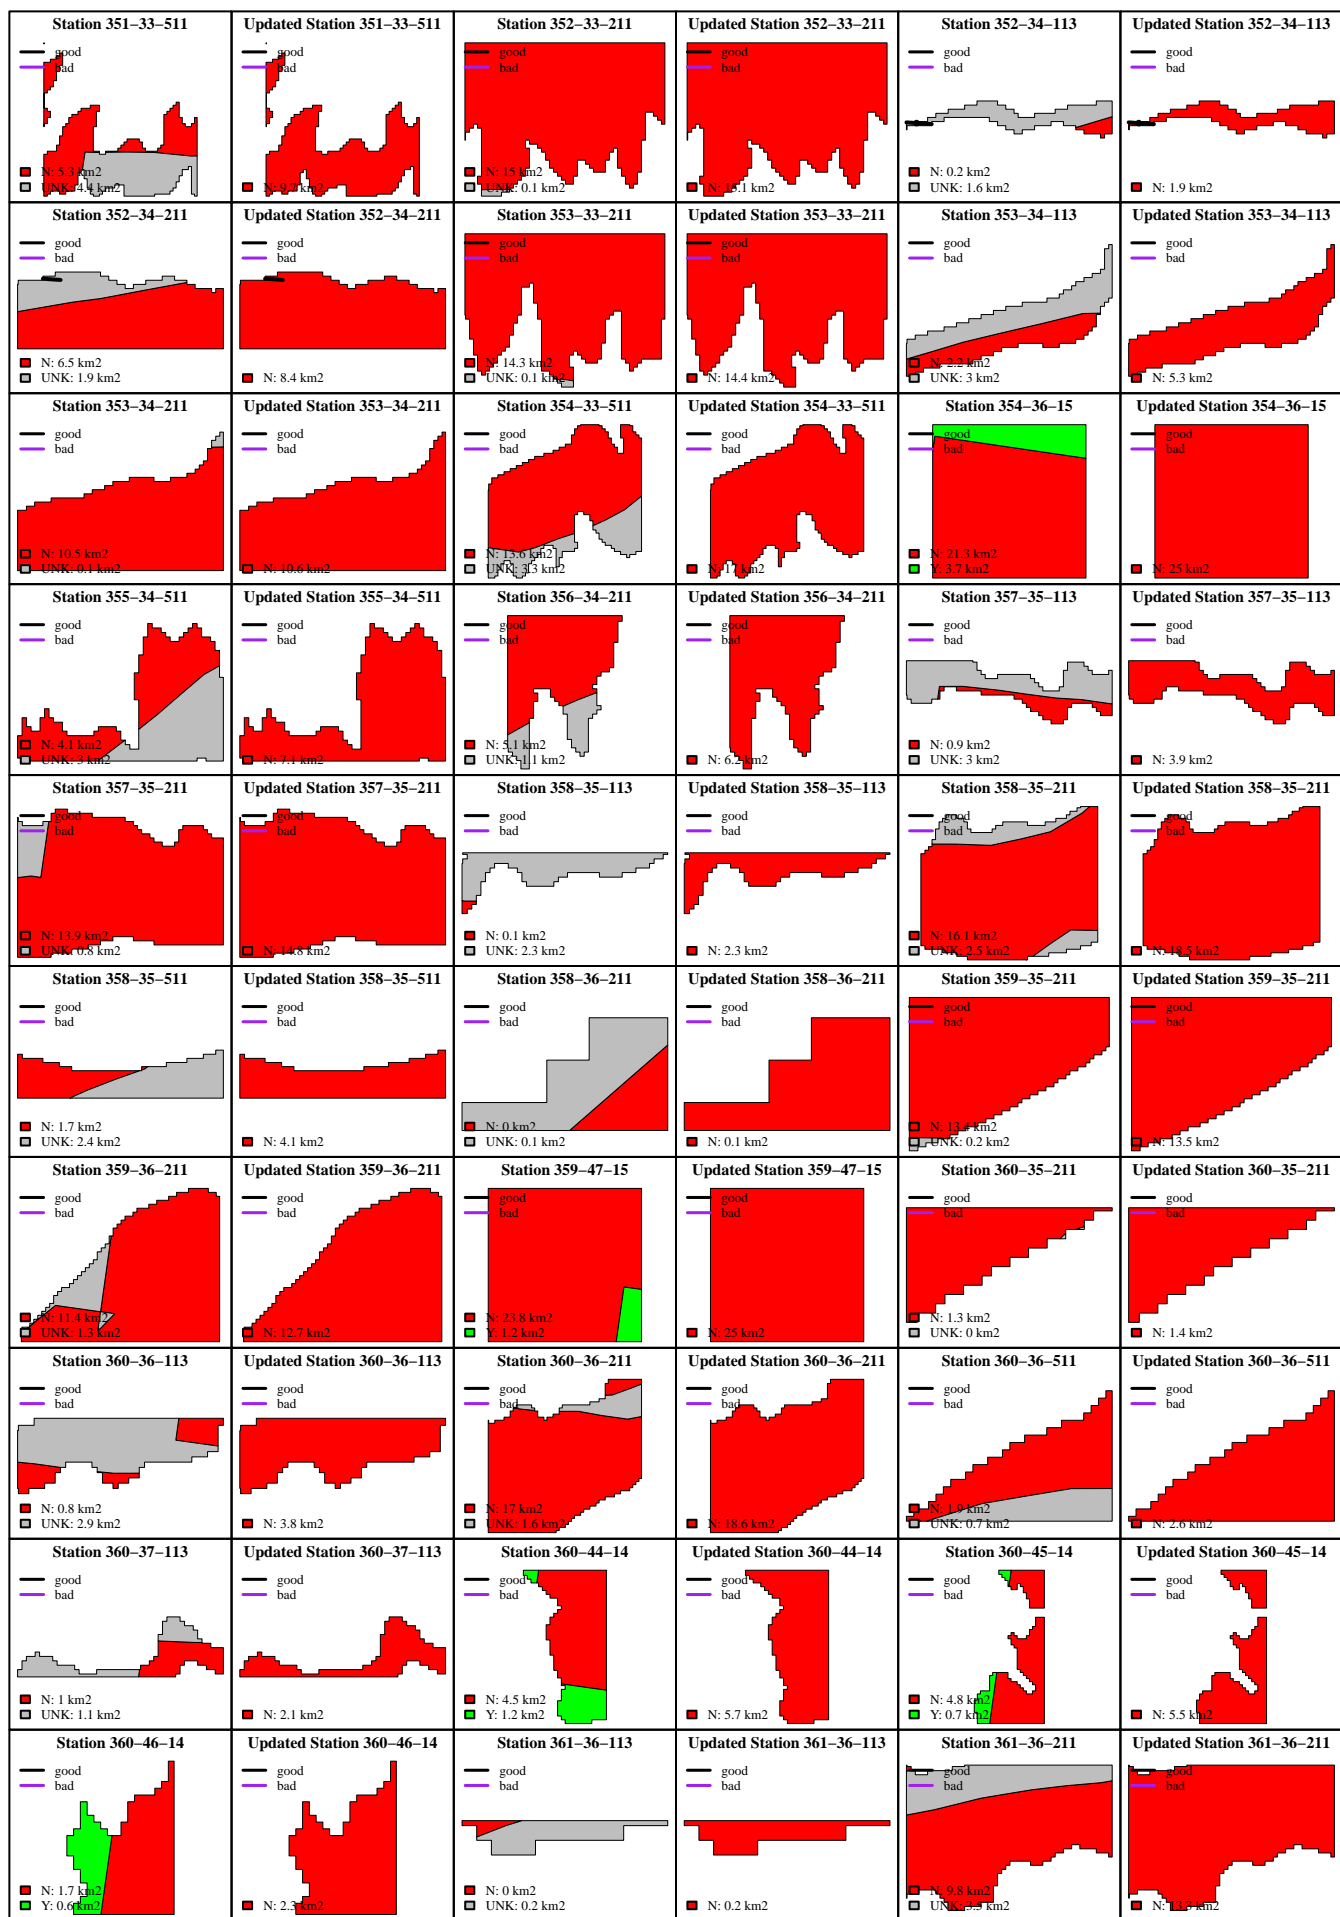 Station 351−33−511
good
bad
N: 5.3 km2
UNK: 4.4 km2
Updated Station 351−33−511
good
bad
N: 9.7 km2
Station 352−33−211
good
bad
N: 15 km2
UNK: 0.1 km2
Updated Station 352−33−211
good
bad
N: 15.1 km2
Station 352−34−113
good
bad
N: 0.2 km2
UNK: 1.6 km2
Updated Station 352−34−113
good
bad
N: 1.9 km2
Station 352−34−211
good
bad
N: 6.5 km2
UNK: 1.9 km2
Updated Station 352−34−211
good
bad
N: 8.4 km2
Station 353−33−211
good
bad
N: 14.3 km2
UNK: 0.1 km2
Updated Station 353−33−211
good
bad
N: 14.4 km2
Station 353−34−113
good
bad
N: 2.2 km2
UNK: 3 km2
Updated Station 353−34−113
good
bad
N: 5.3 km2
Station 353−34−211
good
bad
N: 10.5 km2
UNK: 0.1 km2
Updated Station 353−34−211
good
bad
N: 10.6 km2
Station 354−33−511
good
bad
N: 13.6 km2
UNK: 3.3 km2
Updated Station 354−33−511
good
bad
N: 17 km2
Station 354−36−15
good
bad
N: 21.3 km2
Y: 3.7 km2
Updated Station 354−36−15
good
bad
N: 25 km2
Station 355−34−511
good
bad
N: 4.1 km2
UNK: 3 km2
Updated Station 355−34−511
good
bad
N: 7.1 km2
Station 356−34−211
good
bad
N: 5.1 km2
UNK: 1.1 km2
Updated Station 356−34−211
good
bad
N: 6.2 km2
Station 357−35−113
good
bad
N: 0.9 km2
UNK: 3 km2
Updated Station 357−35−113
good
bad
N: 3.9 km2
Station 357−35−211
good
bad
N: 13.9 km2
UNK: 0.8 km2
Updated Station 357−35−211
good
bad
N: 14.8 km2
Station 358−35−113
good
bad
N: 0.1 km2
UNK: 2.3 km2
Updated Station 358−35−113
good
bad
N: 2.3 km2
Station 358−35−211
good
bad
N: 16.1 km2
UNK: 2.5 km2
Updated Station 358−35−211
good
bad
N: 18.5 km2
Station 358−35−511
good
bad
N: 1.7 km2
UNK: 2.4 km2
Updated Station 358−35−511
good
bad
N: 4.1 km2
Station 358−36−211
good
bad
N: 0 km2
UNK: 0.1 km2
Updated Station 358−36−211
good
bad
N: 0.1 km2
Station 359−35−211
good
bad
N: 13.4 km2
UNK: 0.2 km2
Updated Station 359−35−211
good
bad
N: 13.5 km2
Station 359−36−211
good
bad
N: 11.4 km2
UNK: 1.3 km2
Updated Station 359−36−211
good
bad
N: 12.7 km2
Station 359−47−15
good
bad
N: 23.8 km2
Y: 1.2 km2
Updated Station 359−47−15
good
bad
N: 25 km2
Station 360−35−211
good
bad
N: 1.3 km2
UNK: 0 km2
Updated Station 360−35−211
good
bad
N: 1.4 km2
Station 360−36−113
good
bad
N: 0.8 km2
UNK: 2.9 km2
Updated Station 360−36−113
good
bad
N: 3.8 km2
Station 360−36−211
good
bad
N: 17 km2
UNK: 1.6 km2
Updated Station 360−36−211
good
bad
N: 18.6 km2
Station 360−36−511
good
bad
N: 1.9 km2
UNK: 0.7 km2
Updated Station 360−36−511
good
bad
N: 2.6 km2
Station 360−37−113
good
bad
N: 1 km2
UNK: 1.1 km2
Updated Station 360−37−113
good
bad
N: 2.1 km2
Station 360−44−14
good
bad
N: 4.5 km2
Y: 1.2 km2
Updated Station 360−44−14
good
bad
N: 5.7 km2
Station 360−45−14
good
bad
N: 4.8 km2
Y: 0.7 km2
Updated Station 360−45−14
good
bad
N: 5.5 km2
Station 360−46−14
good
bad
N: 1.7 km2
Y: 0.6 km2
Updated Station 360−46−14
good
bad
N: 2.3 km2
Station 361−36−113
good
bad
N: 0 km2
UNK: 0.2 km2
Updated Station 361−36−113
good
bad
N: 0.2 km2
Station 361−36−211
good
bad
N: 9.8 km2
UNK: 3.5 km2
Updated Station 361−36−211
good
bad
N: 13.3 km2